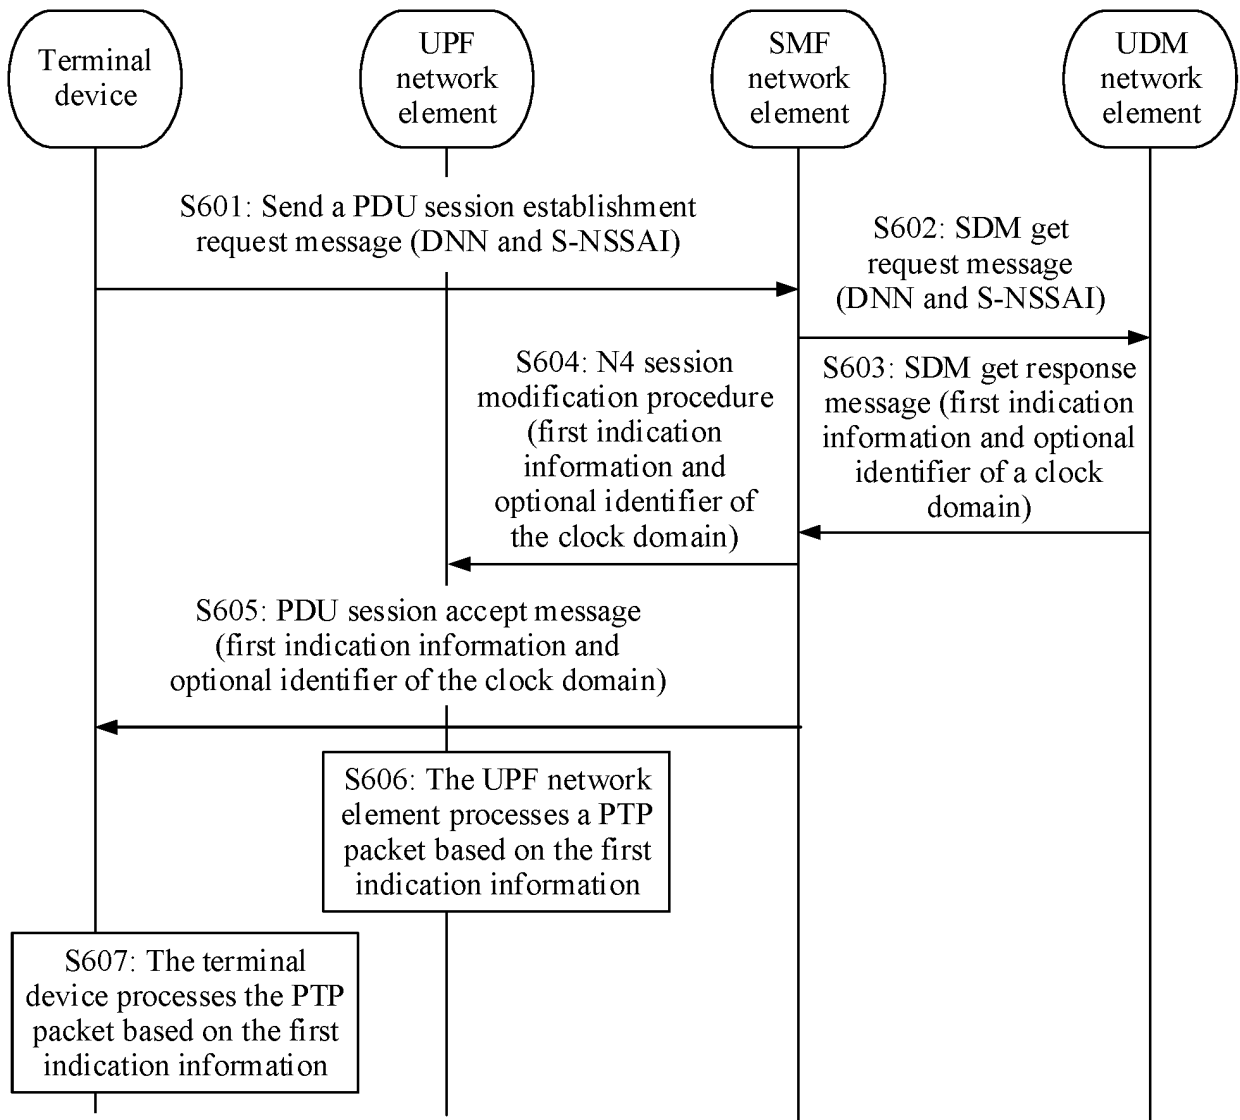 Terminal
device
UPF
network
element
SMF
network
element
UDM
network
element
S601: Send a PDU session establishment
request message (DNN and S-NSSAI)
S602: SDM get
request message
(DNN and S-NSSAI)
S603: SDM get response
message (first indication
information and optional
identifier of a clock
domain)
S604: N4 session
modification procedure
(first indication
information and
optional identifier of
the clock domain)
S605: PDU session accept message
(first indication information and
optional identifier of the clock domain)
S606: The UPF network
element processes a PTP
packet based on the first
indication information
S607: The terminal
device processes the PTP
packet based on the first
indication information